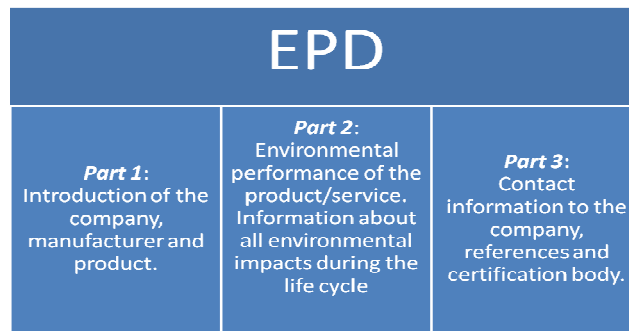 EPD
Part 1:
Introduction of the
company,
manufacturer and
product.
Part 2:
Environmental
performance of the
product/service.
Information about
all environmental
impacts during the
life cycle
Part 3:
Contact
information to the
company,
references and
certification body.